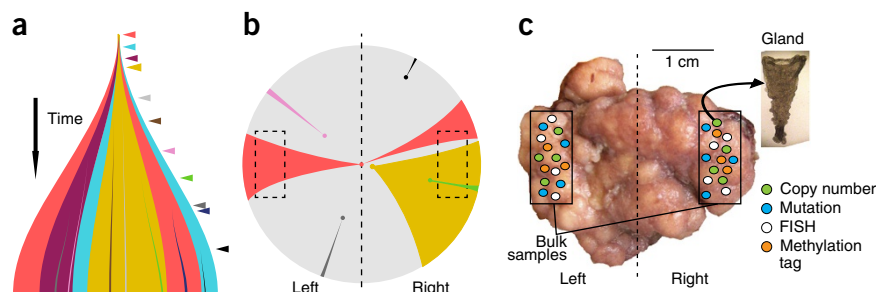 a
Time
b
Left
Right
c
1 cm
Gland
Bulk
samples
Left
Right
Copy number
Mutation
FISH
Methylation
tag